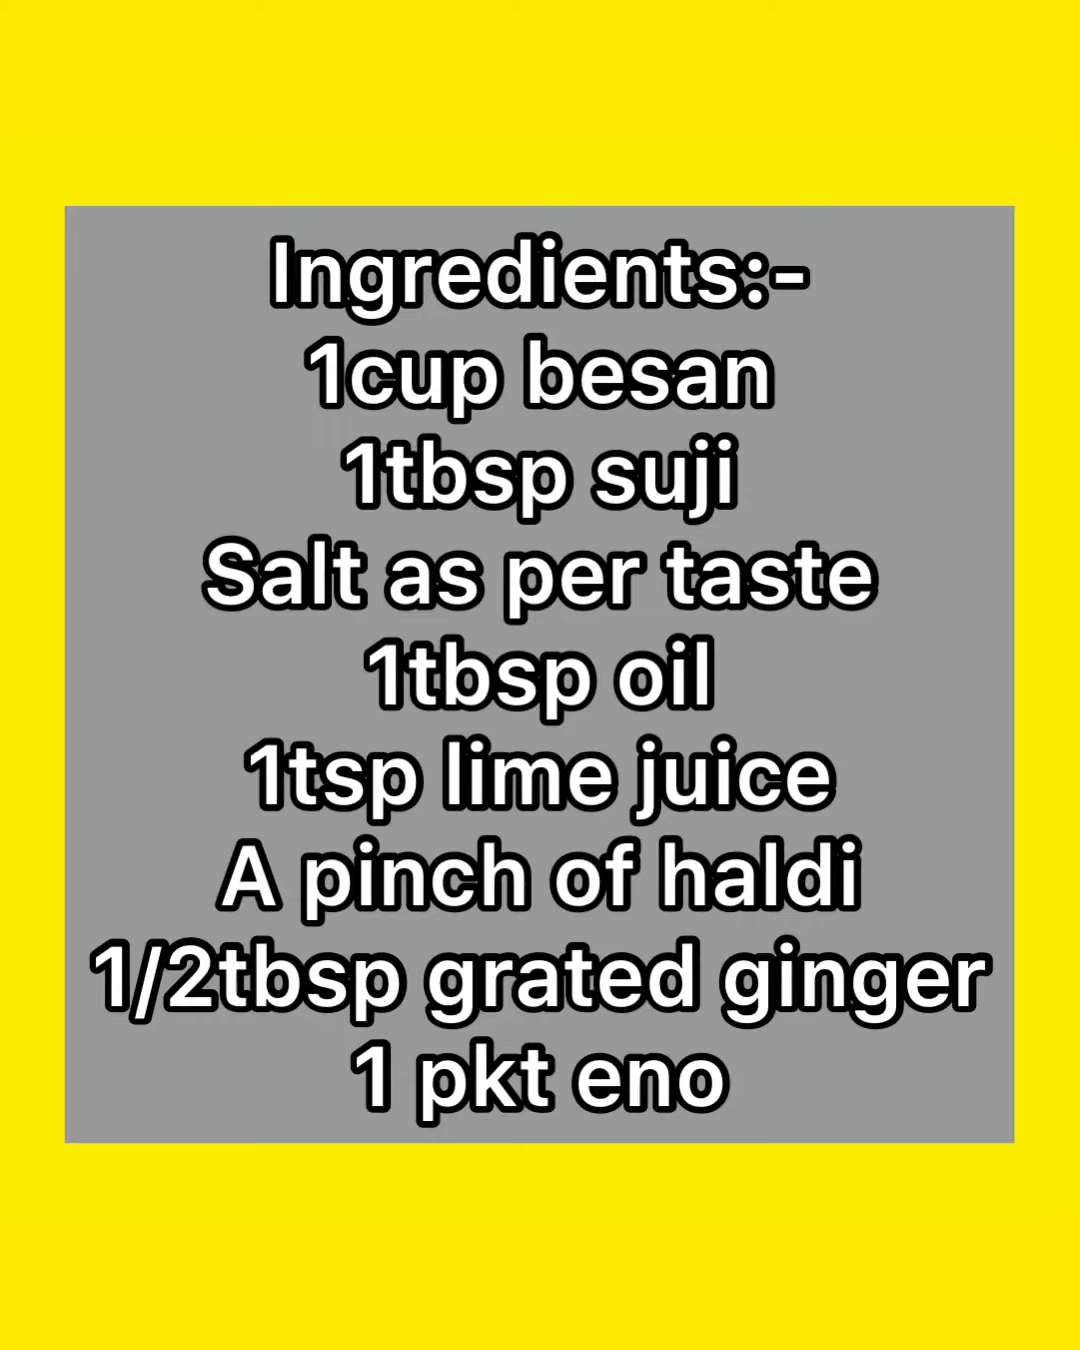 Ingredients:-
1cup besan
1tbsp suji
Salt as per taste
1tbsp oil
1tsp lime juice
A pinch of haldi
1/2tbsp grated ginger
1 pkt eno